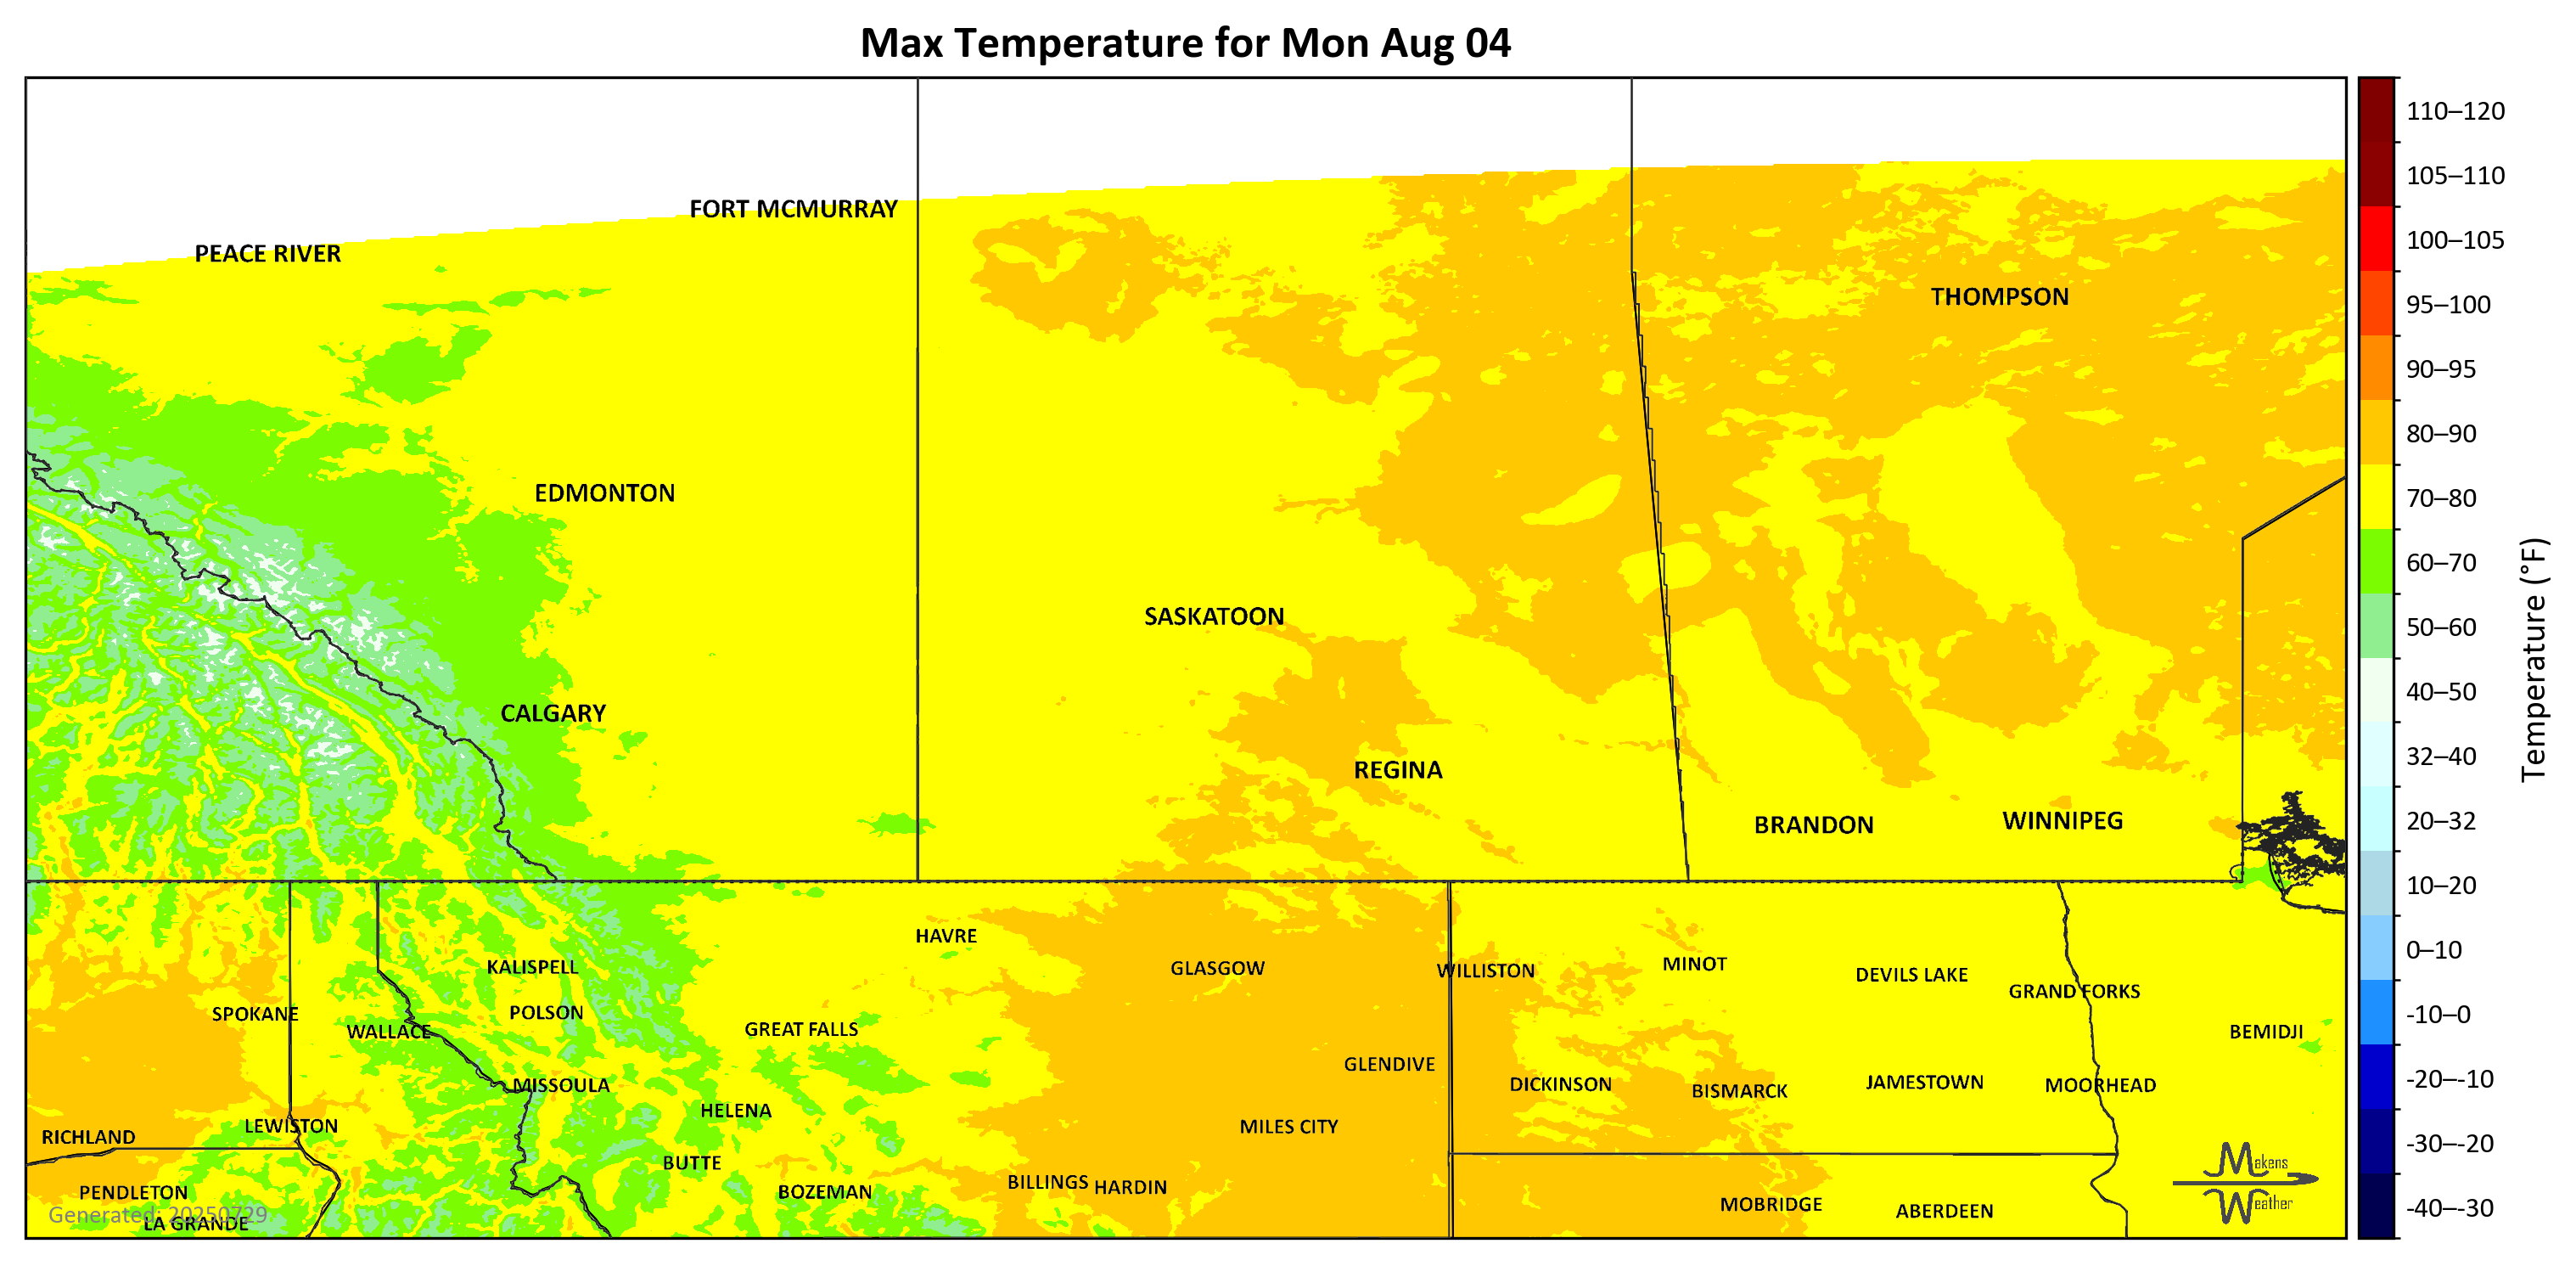 Max Temperature for Mon Aug 04
FORT MCMURRAY
PEACE RIVER
THOMPSON
EDMONTON
SASKATOON
CALGARY
REGINA
BRANDON
WINNIPEG
HAVRE
KALISPELL
GLASGOW
WILLISTON
MINOT
DEVILS LAKE
GRAND FORKS
SPOKANE
POLSON
WALLACE
GREAT FALLS
BEMIDJI
GLENDIVE
MISSOULA
DICKINSON
BISMARCK
JAMESTOWN
MOORHEAD
HELENA
LEWISTON
MILES CITY
RICHLAND
BUTTE
PENDLETON
BOZEMAN
BILLINGS
HARDIN
MOBRIDGE
ABERDEEN
LA GRANDE
Generated: 20250729
Makens
Weather
110–120
105–110
100–105
95–100
90–95
80–90
70–80
60–70
50–60
40–50
32–40
20–32
10–20
0–10
-10–0
-20–-10
-30–-20
-40–-30
Temperature (°F)